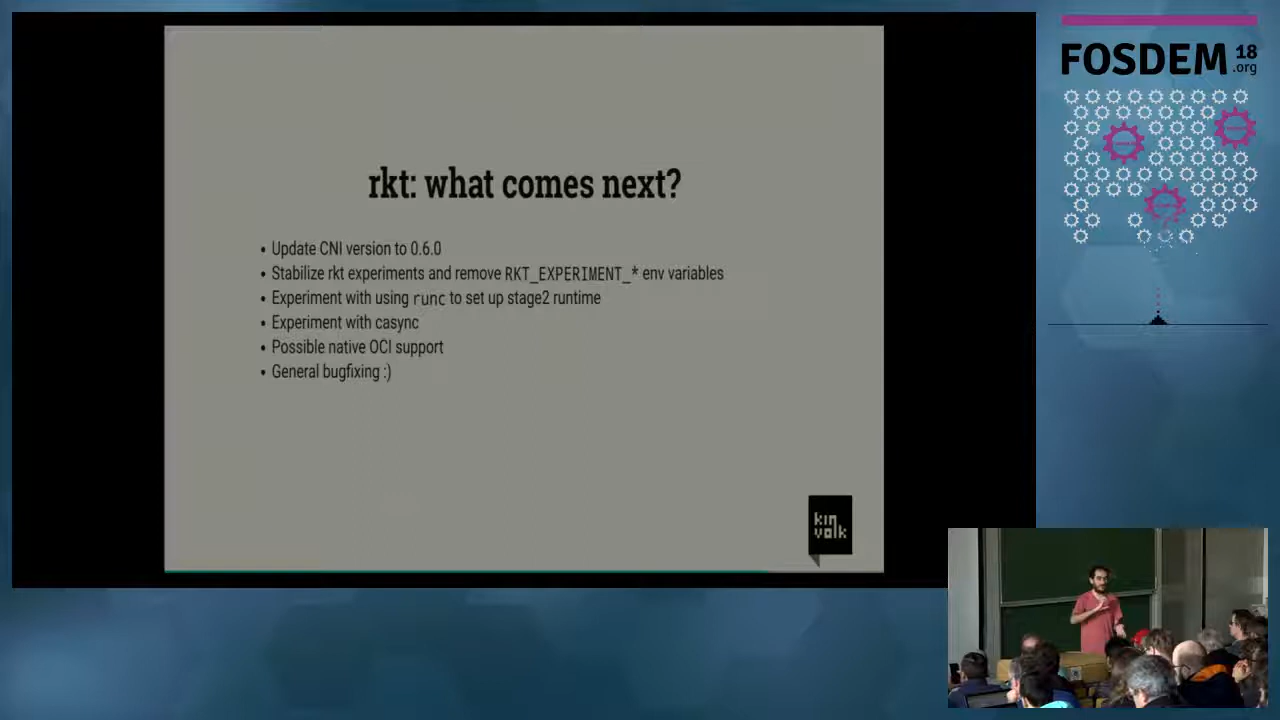 rkt: what comes next?
• Update CNI version to 0.6.0
• Stabilize rkt experiments and remove RKT_EXPERIMENT_* env variables
• Experiment with using runc to set up stage2 runtime
• Experiment with casync
• Possible native OCI support
• General bugfixing :)
kin
volk
FOSDEM 18
.org